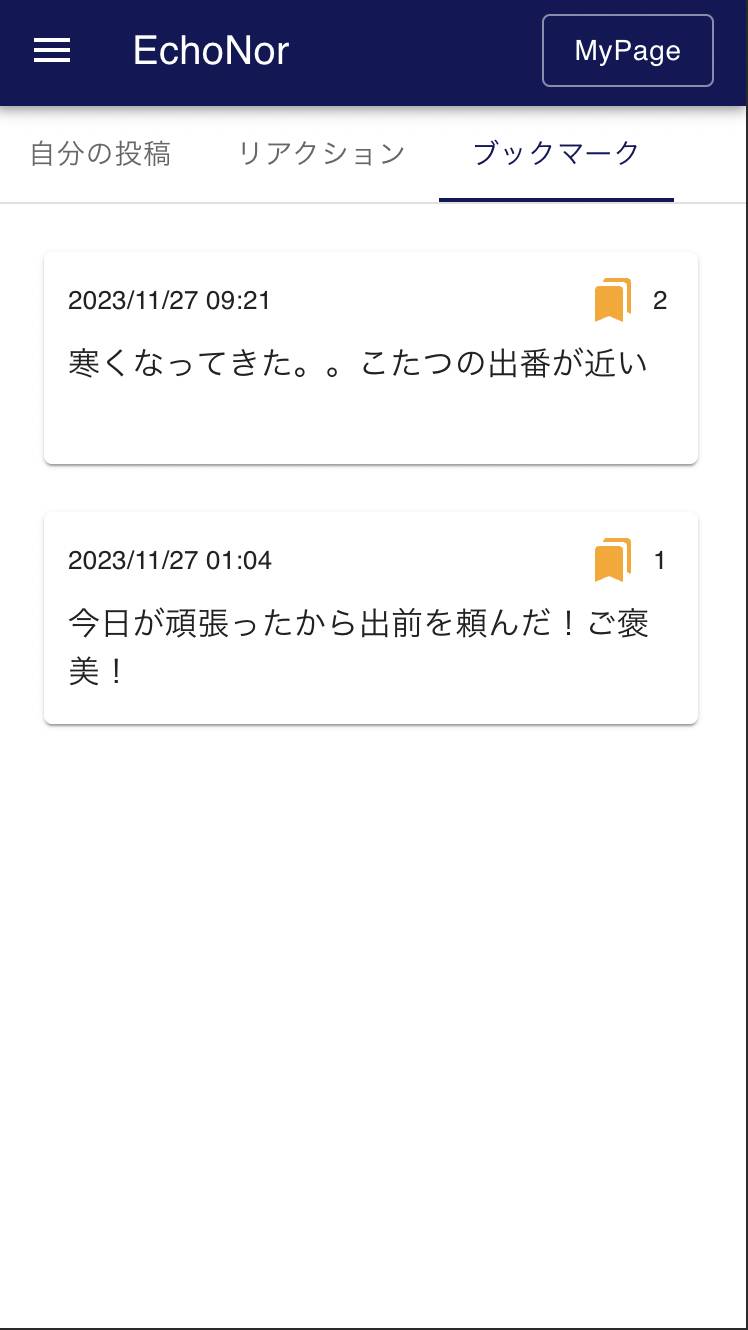 EchoNor
MyPage
自分の投稿
リアクション
ブックマーク
2023/11/27 09:21
2
寒くなってきた。。こたつの出番が近い
2023/11/27 01:04
1
今日が頑張ったから出前を頼んだ！ご褒
美！